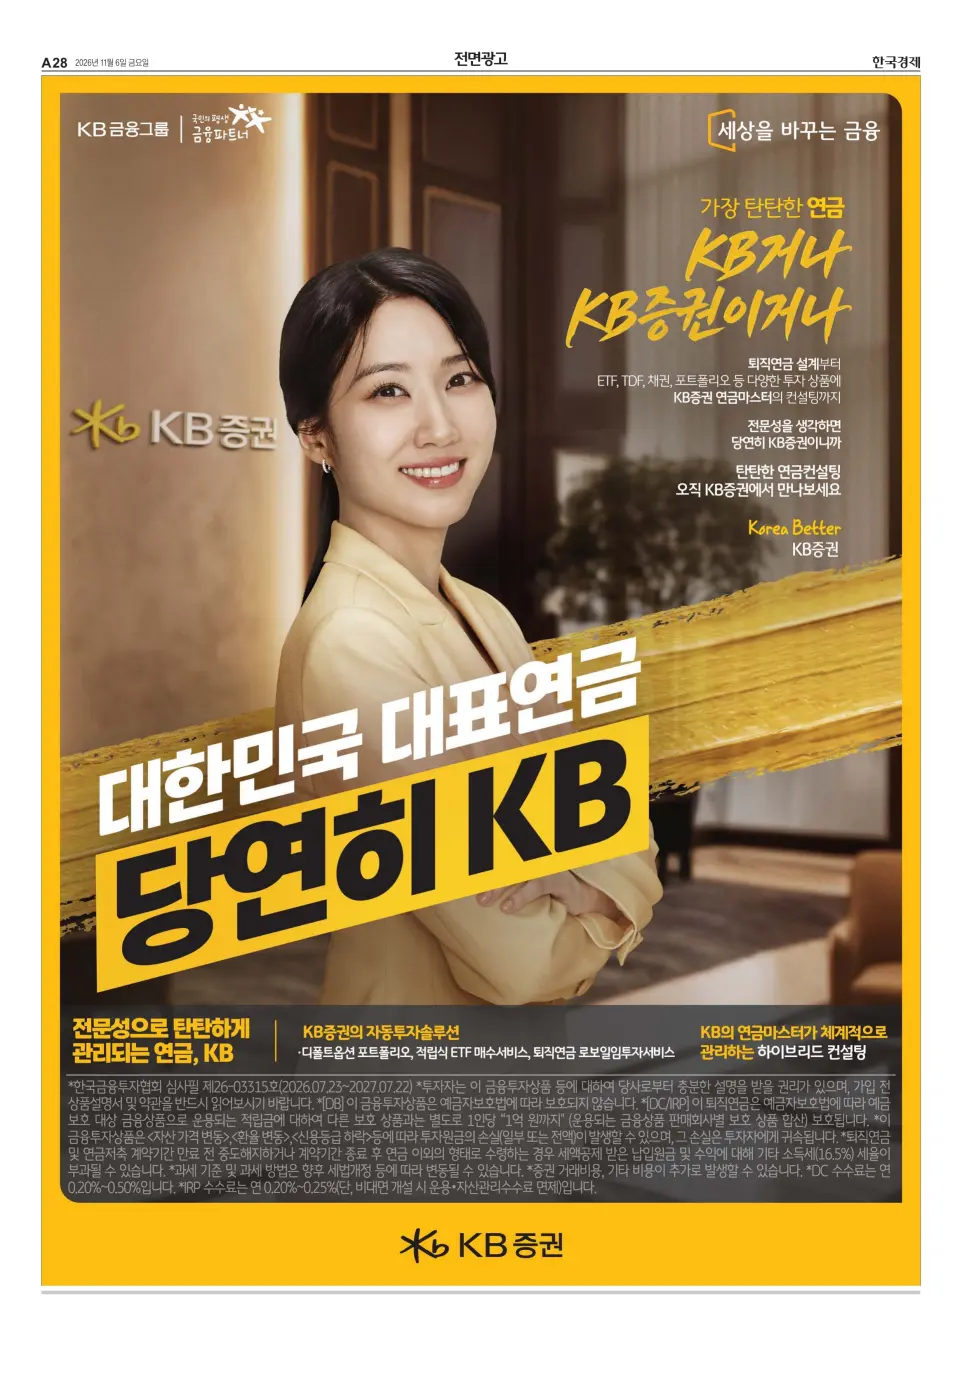 A28 2026년 11월 6일 금요일
전면광고
한국경제
KB금융그룹
국민의 평생
금융파트너
세상을 바꾸는 금융
가장 탄탄한 연금
KB거나
KB증권이거나
퇴직연금 설계부터
ETF, TDF, 채권, 포트폴리오 등 다양한 투자 상품에
KB증권 연금마스터의 컨설팅까지
전문성을 생각하면
당연히 KB증권이니까
탄탄한 연금컨설팅
오직 KB증권에서 만나보세요
Korea Better
KB증권
KB증권
대한민국 대표연금
당연히 KB
전문성으로 탄탄하게
관리되는 연금, KB
KB증권의 자동투자솔루션
·디폴트옵션 포트폴리오, 적립식 ETF 매수서비스, 퇴직연금 로보일임투자서비스
KB의 연금마스터가 체계적으로
관리하는 하이브리드 컨설팅
*한국금융투자협회 심사필 제26-03315호(2026.07.23~2027.07.22) *투자자는 이 금융투자상품 등에 대하여 당사로부터 충분한 설명을 받을 권리가 있으며, 가입 전
상품설명서 및 약관을 반드시 읽어보시기 바랍니다. *[DB] 이 금융투자상품은 예금자보호법에 따라 보호되지 않습니다. *[DC/IRP] 이 퇴직연금은 예금자보호법에 따라 예금
보호 대상 금융상품으로 운용되는 적립금에 대하여 다른 보호 상품과는 별도로 1인당 "1억 원까지" (운용되는 금융상품 판매회사별 보호 상품 합산) 보호됩니다. *이
금융투자상품은 <자산 가격 변동>,<환율 변동>,<신용등급 하락>등에 따라 투자원금의 손실(일부 또는 전액)이 발생할 수 있으며, 그 손실은 투자자에게 귀속됩니다. *퇴직연금
및 연금저축 계약기간 만료 전 중도해지하거나 계약기간 종료 후 연금 이외의 형태로 수령하는 경우 세액공제 받은 납입원금 및 수익에 대해 기타 소득세(16.5%) 세율이
부과될 수 있습니다. *과세 기준 및 과세 방법은 향후 세법개정 등에 따라 변동될 수 있습니다. *증권 거래비용, 기타 비용이 추가로 발생할 수 있습니다. *DC 수수료는 연
0.20%~0.50%입니다. *IRP 수수료는 연 0.20%~0.25%(단, 비대면 개설 시 운용•자산관리수수료 면제)입니다.
KB증권